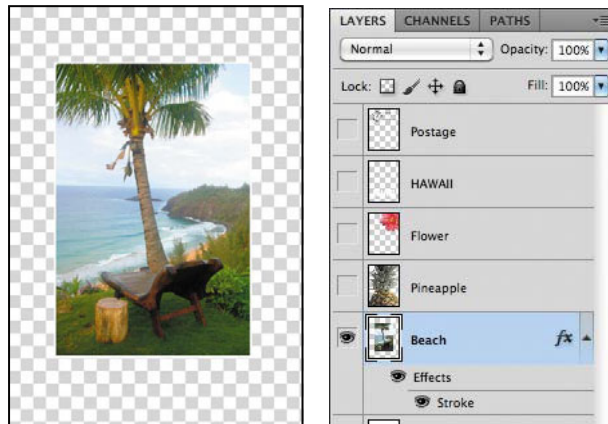 LAYERS CHANNELS PATHS
Normal Opacity: 100%
Lock: Fill: 100%
Postage
HAWAII
Flower
Pineapple
Beach fx
Effects
Stroke